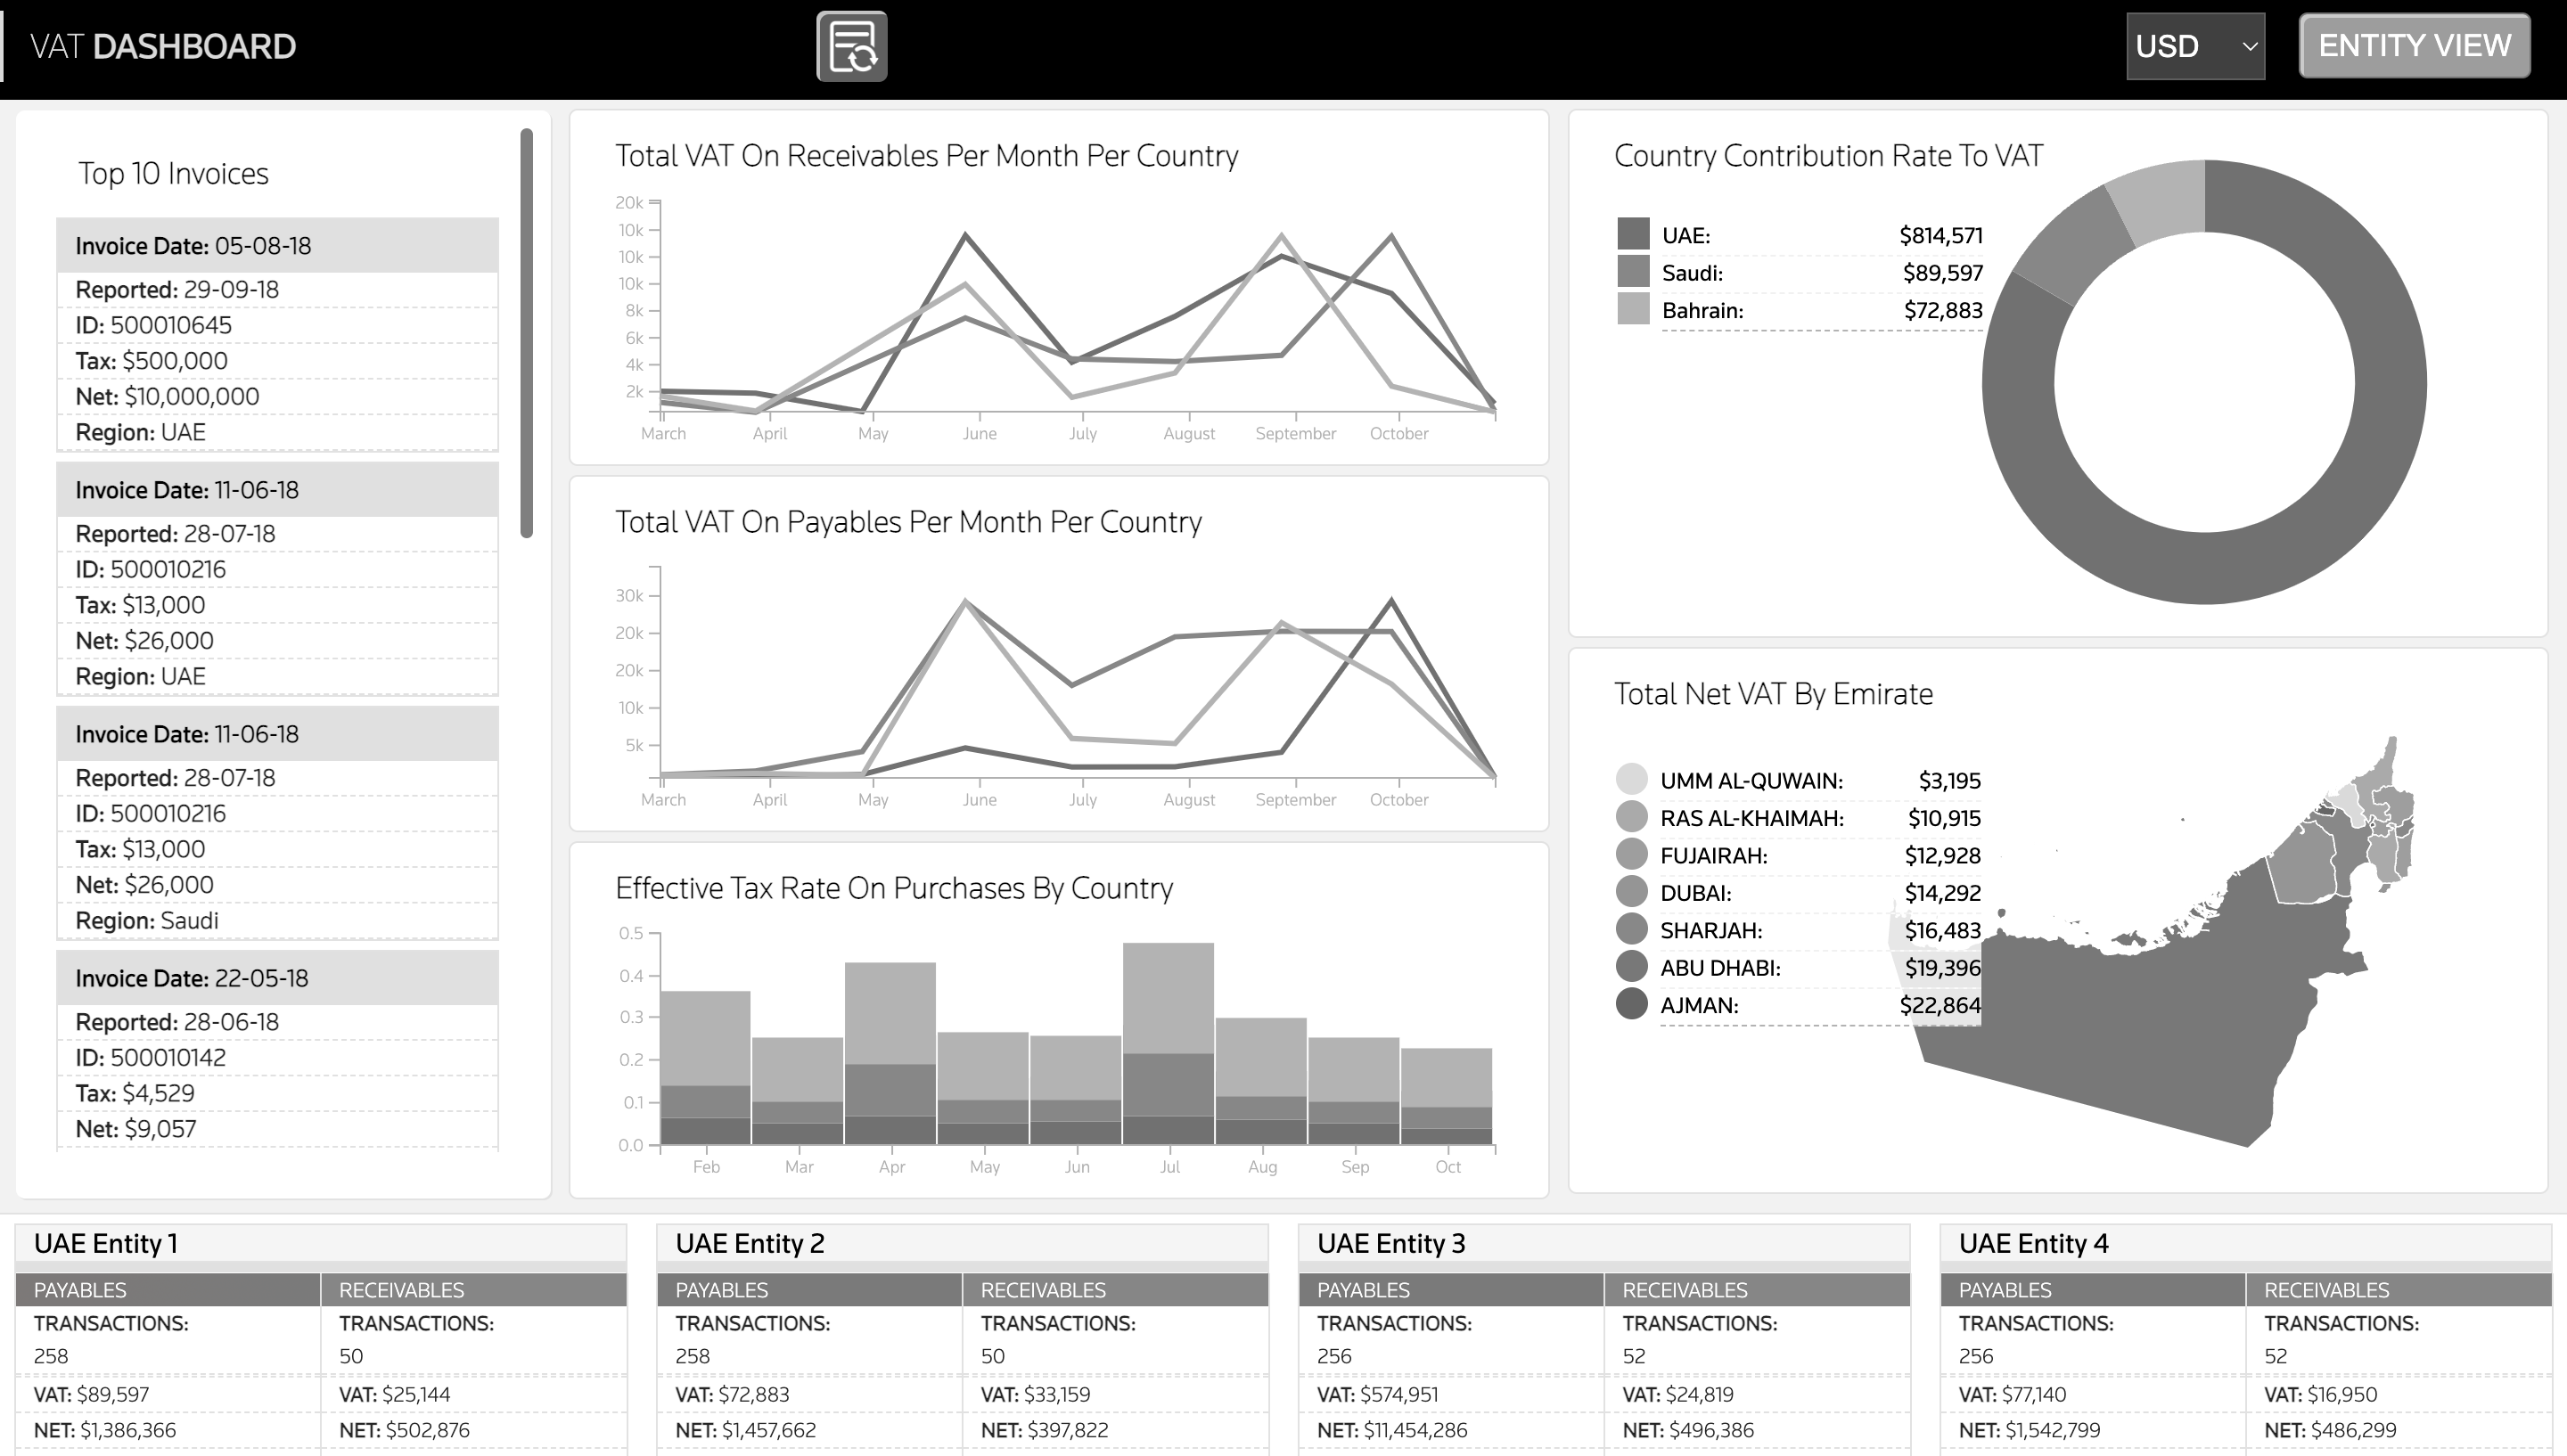 VAT DASHBOARD
USD
ENTITY VIEW
Top 10 Invoices
Invoice Date: 05-08-18
Reported: 29-09-18
ID: 500010645
Tax: $500,000
Net: $10,000,000
Region: UAE
Invoice Date: 11-06-18
Reported: 28-07-18
ID: 500010216
Tax: $13,000
Net: $26,000
Region: UAE
Invoice Date: 11-06-18
Reported: 28-07-18
ID: 500010216
Tax: $13,000
Net: $26,000
Region: Saudi
Invoice Date: 22-05-18
Reported: 28-06-18
ID: 500010142
Tax: $4,529
Net: $9,057
Total VAT On Receivables Per Month Per Country
20k
10k
10k
10k
8k
6k
4k
2k
March April May June July August September October
Total VAT On Payables Per Month Per Country
30k
20k
20k
10k
5k
March April May June July August September October
Effective Tax Rate On Purchases By Country
0.5
0.4
0.3
0.2
0.1
0.0
Feb Mar Apr May Jun Jul Aug Sep Oct
Country Contribution Rate To VAT
UAE: $814,571
Saudi: $89,597
Bahrain: $72,883
Total Net VAT By Emirate
UMM AL-QUWAIN: $3,195
RAS AL-KHAIMAH: $10,915
FUJAIRAH: $12,928
DUBAI: $14,292
SHARJAH: $16,483
ABU DHABI: $19,396
AJMAN: $22,864
UAE Entity 1
PAYABLES RECEIVABLES
TRANSACTIONS: TRANSACTIONS:
258 50
VAT: $89,597 VAT: $25,144
NET: $1,386,366 NET: $502,876
UAE Entity 2
PAYABLES RECEIVABLES
TRANSACTIONS: TRANSACTIONS:
258 50
VAT: $72,883 VAT: $33,159
NET: $1,457,662 NET: $397,822
UAE Entity 3
PAYABLES RECEIVABLES
TRANSACTIONS: TRANSACTIONS:
256 52
VAT: $574,951 VAT: $24,819
NET: $11,454,286 NET: $496,386
UAE Entity 4
PAYABLES RECEIVABLES
TRANSACTIONS: TRANSACTIONS:
256 52
VAT: $77,140 VAT: $16,950
NET: $1,542,799 NET: $486,299